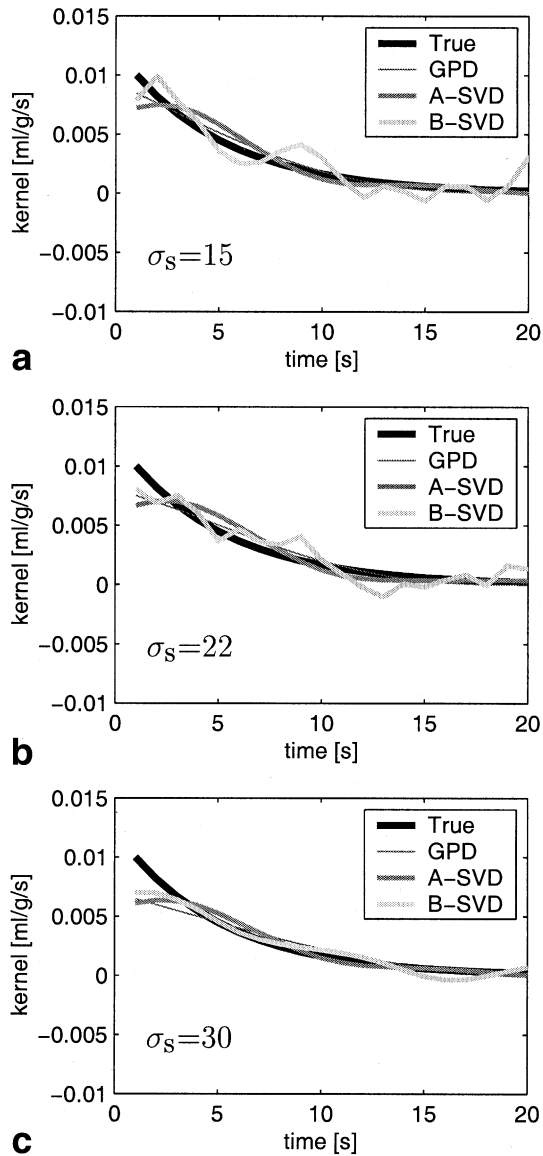 0.015
True
GPD
A-SVD
B-SVD
0.01
0.005
0
-0.005
-0.01
kernel [ml/g/s]
σs=15
0 5 10 15 20
time [s]
a
0.015
True
GPD
A-SVD
B-SVD
0.01
0.005
0
-0.005
-0.01
kernel [ml/g/s]
σs=22
0 5 10 15 20
time [s]
b
0.015
True
GPD
A-SVD
B-SVD
0.01
0.005
0
-0.005
-0.01
kernel [ml/g/s]
σs=30
0 5 10 15 20
time [s]
c